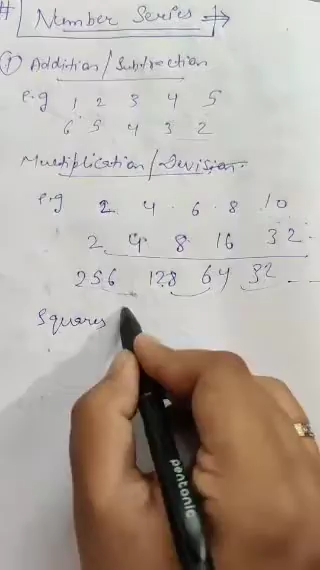 # Number Series ⇒
① Addition/Subtraction
e.g 1 2 3 4 5
6 5 4 3 2
Multiplication/Devision
e.g 2 4 6 8 10
2 4 8 16 32
256 128 64 32 ---
Squares
pentonic